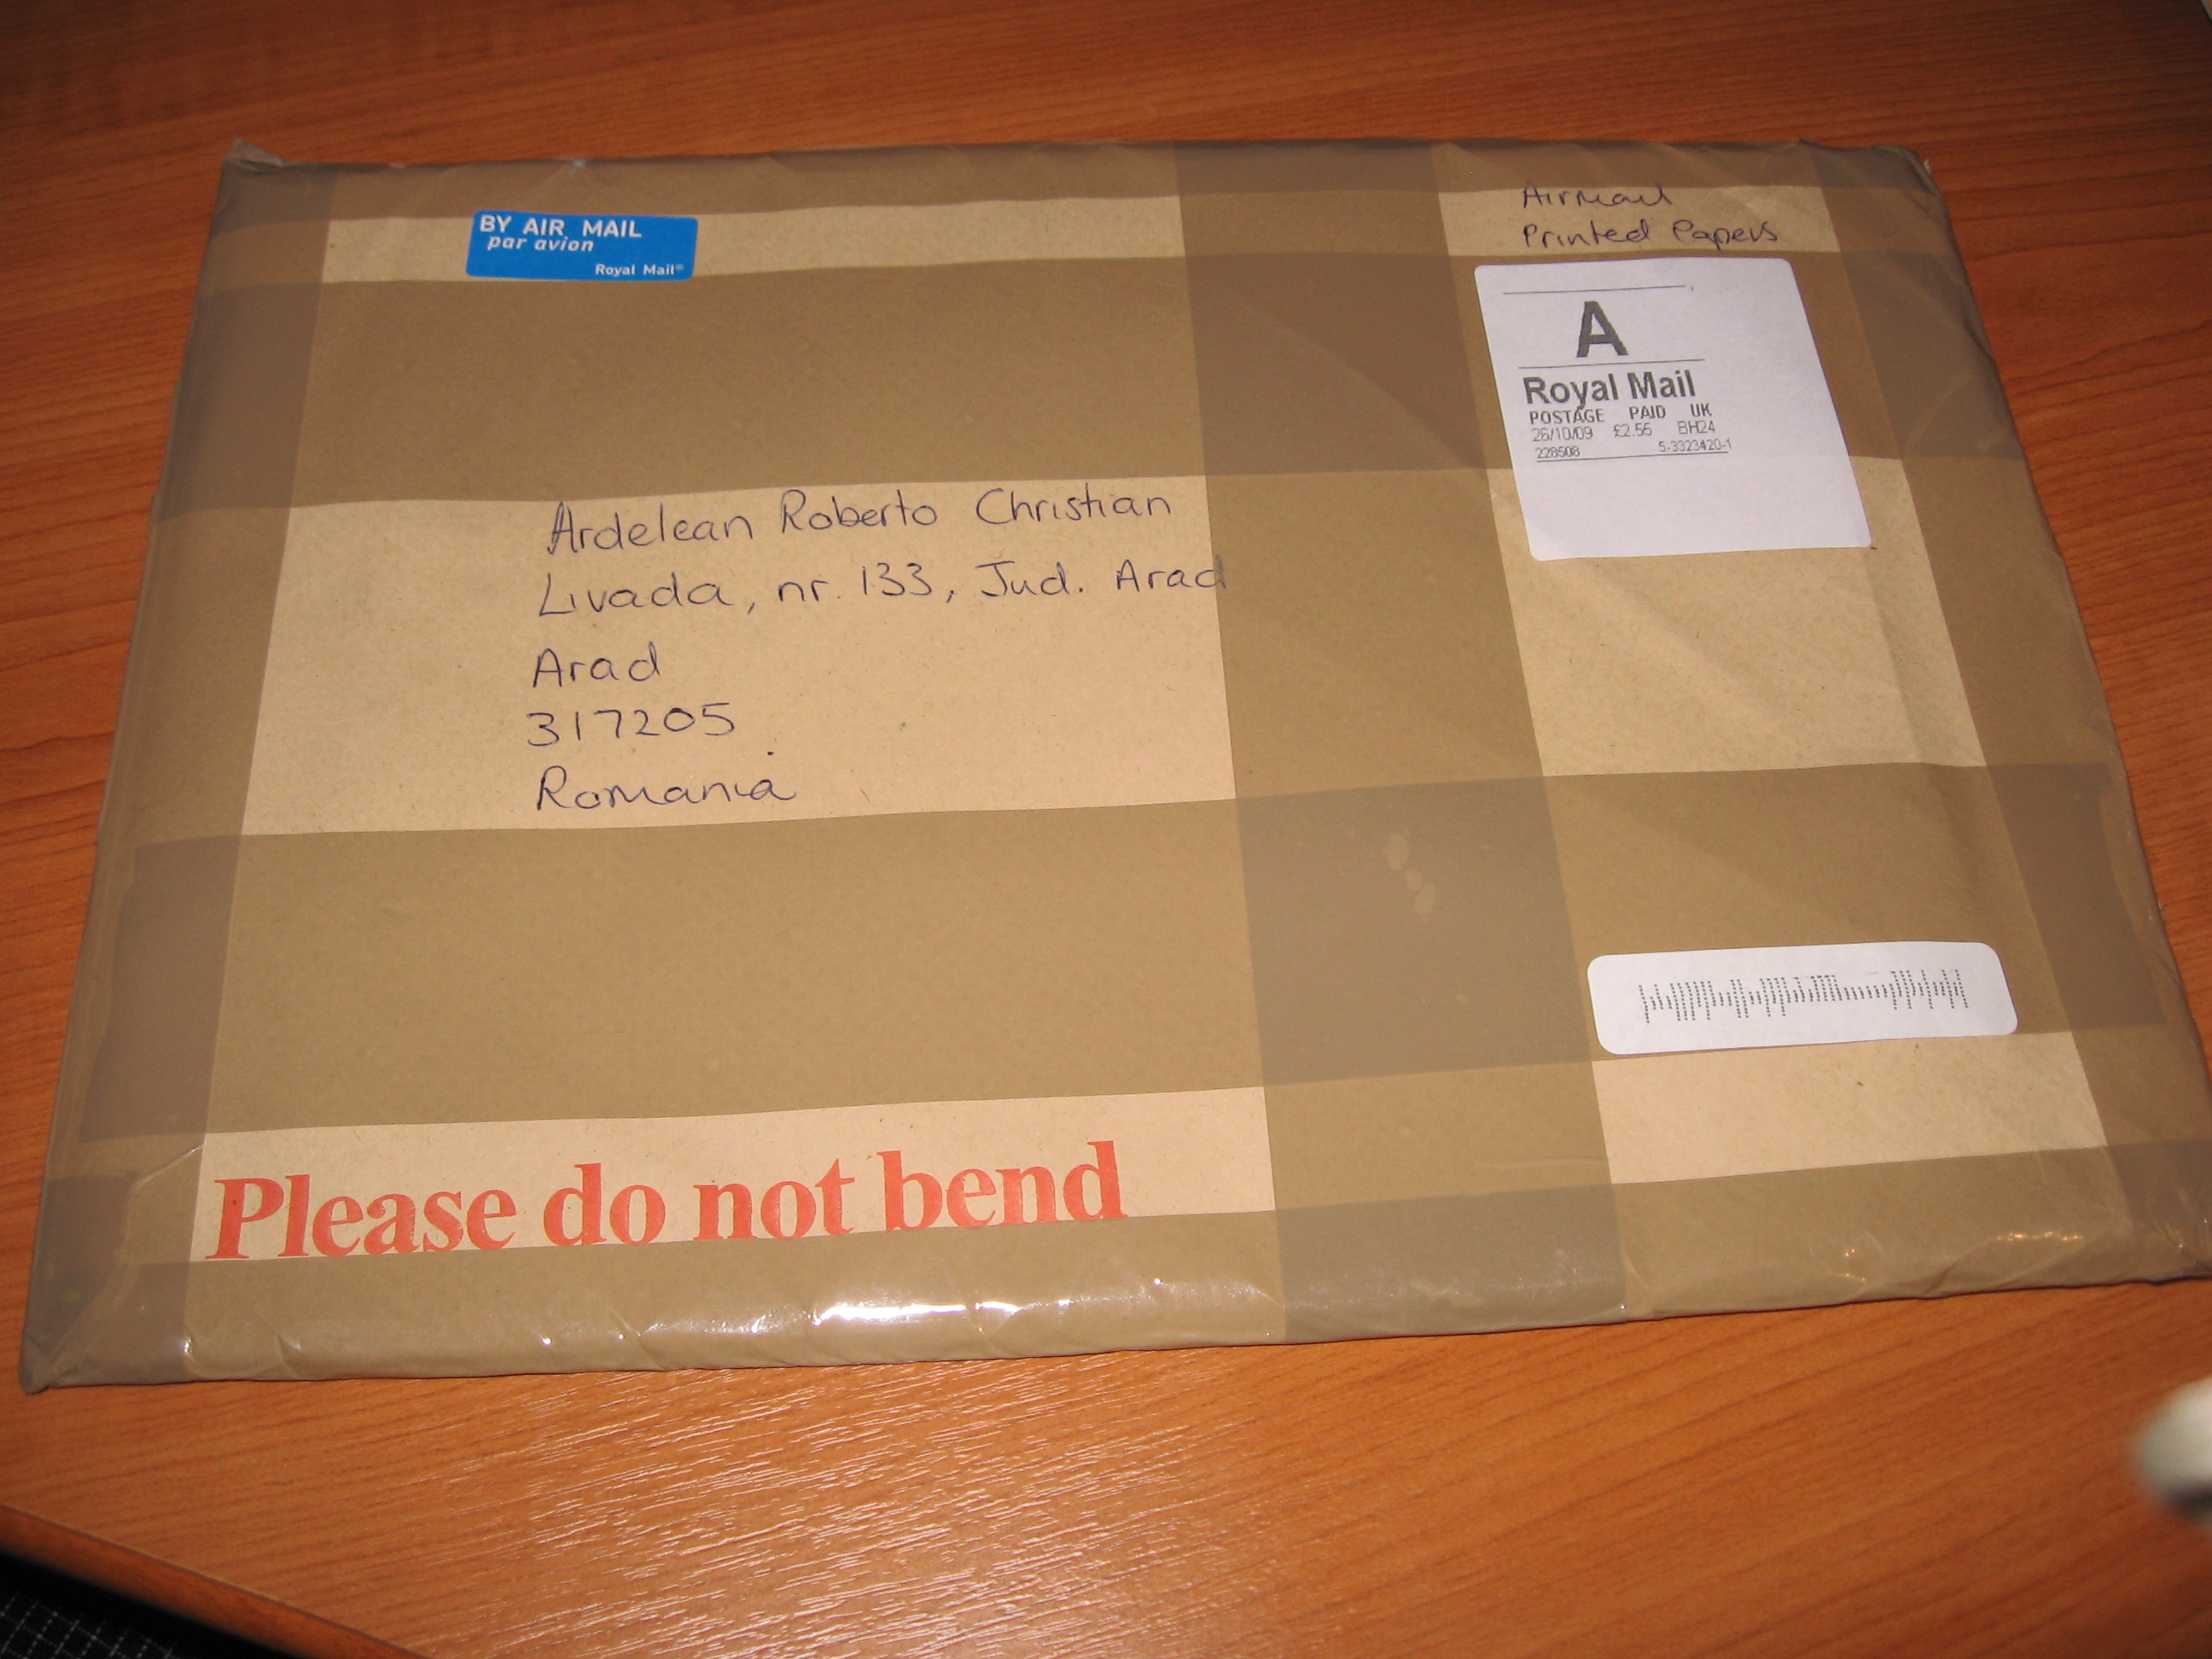 BY AIR MAIL
par avion
Royal Mail®
Airmail
Printed Papers
A
Royal Mail
POSTAGE PAID UK
26/10/09 £2.55 BH24
228508 5-3323420-1
Ardelean Roberto Christian
Livada, nr. 133, Jud. Arad
Arad
317205
Romania
Please do not bend